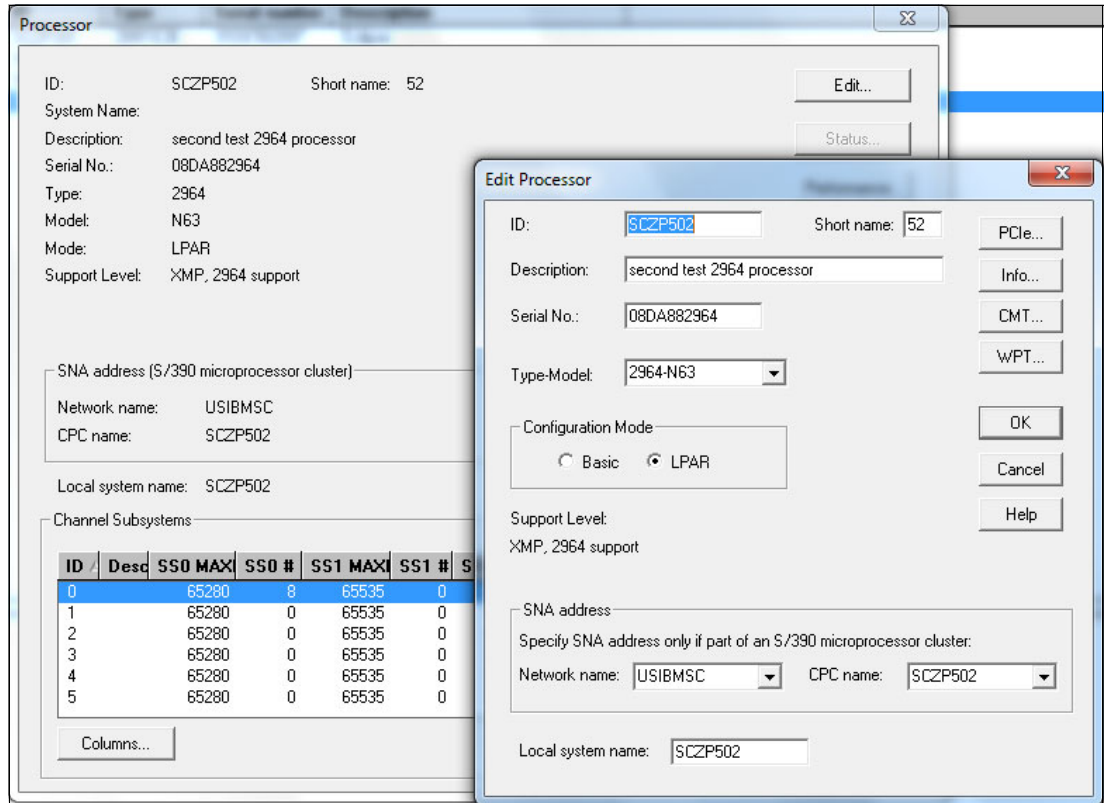 Processor
ID: SCZP502 Short name: 52
Edit...
System Name:
Description: second test 2964 processor
Status...
Serial No.: 08DA882964
Type: 2964
Model: N63
Mode: LPAR
Support Level: XMP, 2964 support
SNA address (S/390 microprocessor cluster)
Network name: USIBMSC
CPC name: SCZP502
Local system name: SCZP502
Channel Subsystems
ID Desc SS0 MAXI SS0 # SS1 MAXI SS1 # S
0 65280 8 65535 0
1 65280 0 65535 0
2 65280 0 65535 0
3 65280 0 65535 0
4 65280 0 65535 0
5 65280 0 65535 0
Columns...
Edit Processor
ID: SCZP502 Short name: 52
PCIe...
Description: second test 2964 processor
Info...
Serial No.: 08DA882964
CMT...
WPT...
Type-Model: 2964-N63
Configuration Mode
Basic LPAR
OK
Cancel
Help
Support Level:
XMP, 2964 support
SNA address
Specify SNA address only if part of an S/390 microprocessor cluster:
Network name: USIBMSC CPC name: SCZP502
Local system name: SCZP502